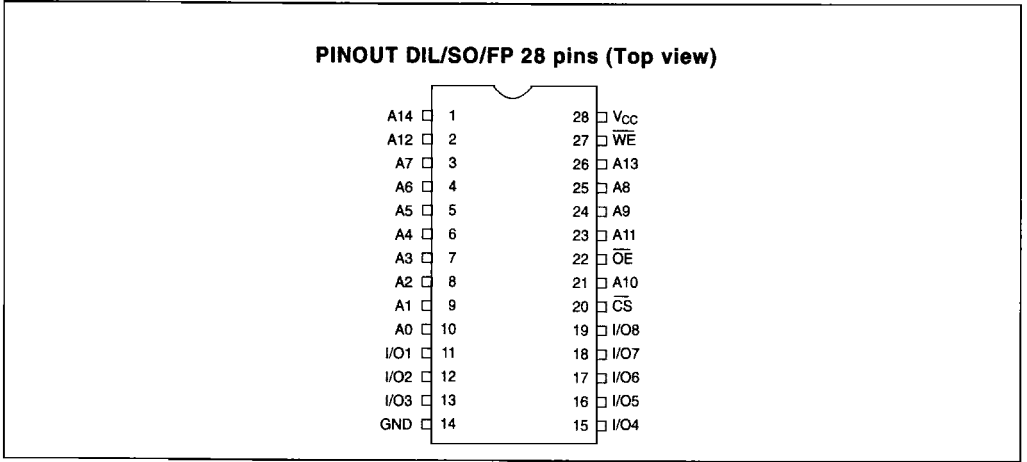 PINOUT DIL/SO/FP 28 pins (Top view)
A14 1 28 VCC
A12 2 27 W̅E̅
A7 3 26 A13
A6 4 25 A8
A5 5 24 A9
A4 6 23 A11
A3 7 22 O̅E̅
A2 8 21 A10
A1 9 20 C̅S̅
A0 10 19 I/O8
I/O1 11 18 I/O7
I/O2 12 17 I/O6
I/O3 13 16 I/O5
GND 14 15 I/O4